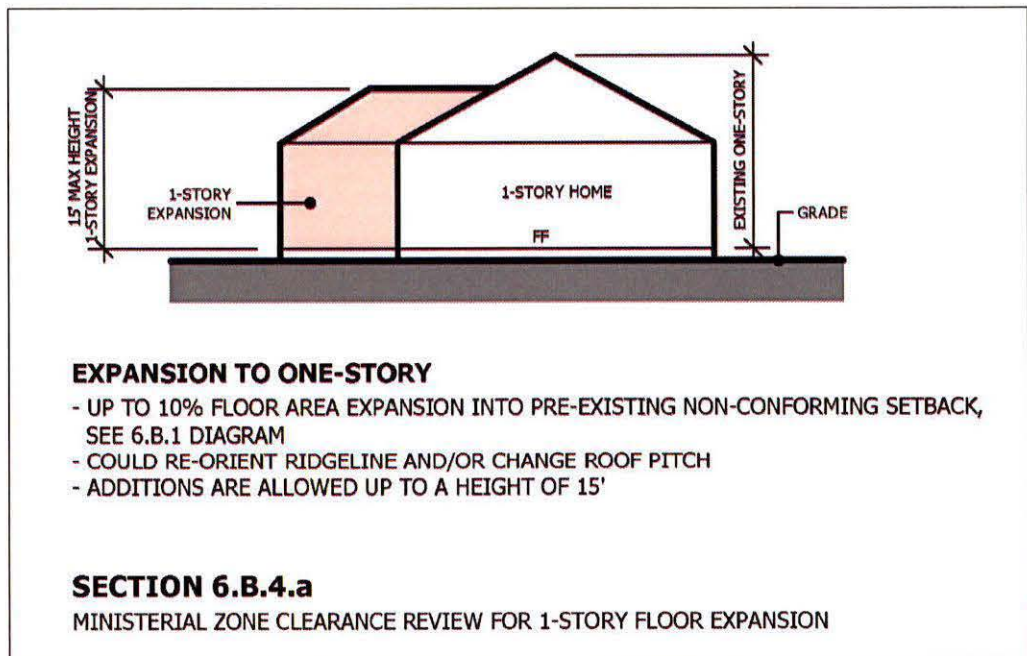 15' MAX HEIGHT
1-STORY EXPANSION
1-STORY
EXPANSION
1-STORY HOME
FF
EXISTING ONE-STORY
GRADE
EXPANSION TO ONE-STORY
- UP TO 10% FLOOR AREA EXPANSION INTO PRE-EXISTING NON-CONFORMING SETBACK,
SEE 6.B.1 DIAGRAM
- COULD RE-ORIENT RIDGELINE AND/OR CHANGE ROOF PITCH
- ADDITIONS ARE ALLOWED UP TO A HEIGHT OF 15'
SECTION 6.B.4.a
MINISTERIAL ZONE CLEARANCE REVIEW FOR 1-STORY FLOOR EXPANSION